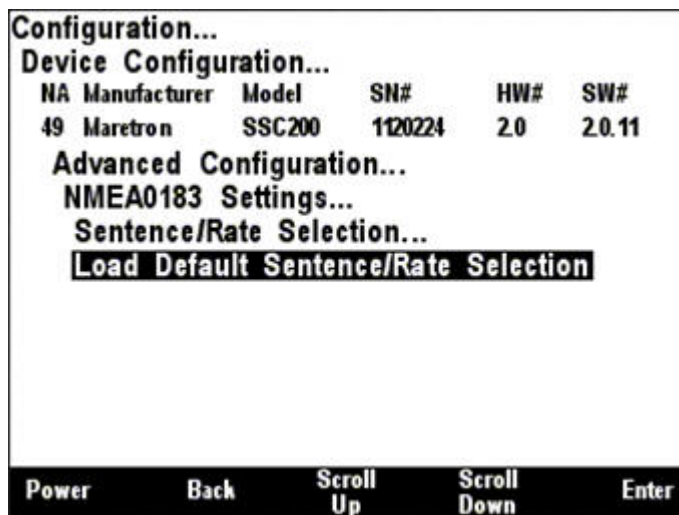 Configuration...
Device Configuration...
NA Manufacturer Model SN# HW# SW#
49 Maretron SSC200 1120224 2.0 2.0.11
Advanced Configuration...
NMEA0183 Settings...
Sentence/Rate Selection...
Load Default Sentence/Rate Selection
Power Back Scroll Up Scroll Down Enter